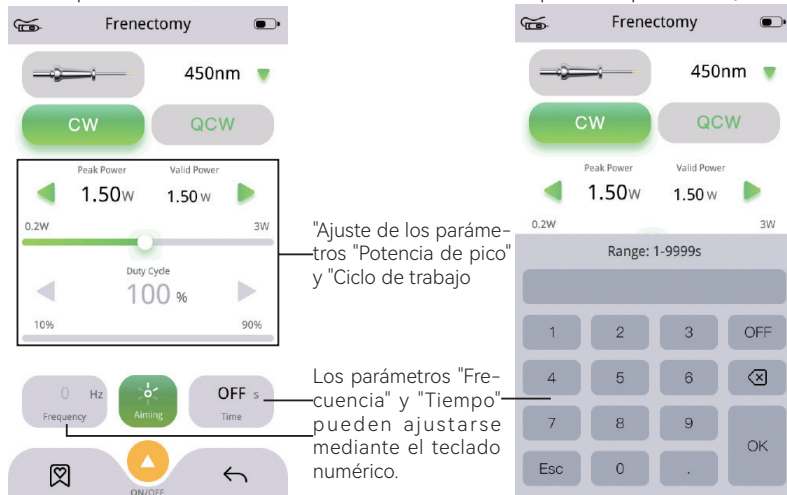 Frenectomy
450nm
CW
QCW
Peak Power
Valid Power
1.50W
1.50 W
0.2W
3W
Duty Cycle
100 %
10%
90%
0 Hz
Frequency
Aiming
OFF s
Time
ON/OFF
"Ajuste de los paráme-
tros "Potencia de pico"
y "Ciclo de trabajo
Los parámetros "Fre-
cuencia" y "Tiempo"
pueden ajustarse
mediante el teclado
numérico.
Frenectomy
450nm
CW
QCW
Peak Power
Valid Power
1.50W
1.50 W
0.2W
3W
Range: 1-9999s
1
2
3
OFF
4
5
6
7
8
9
OK
Esc
0
.